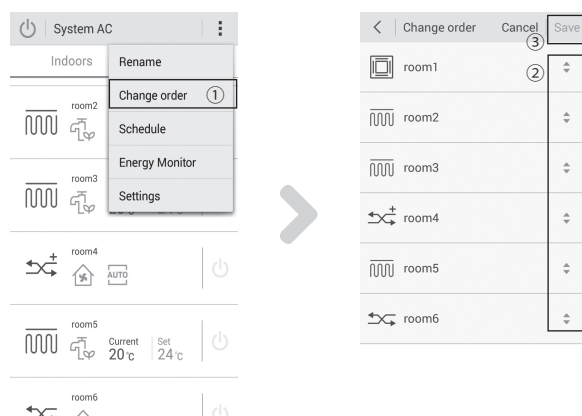 System AC
Indoors
Rename
Change order ①
Schedule
Energy Monitor
Settings
room2
room3
room4
AUTO
room5
Current Set
20℃ 24℃
room6
Change order Cancel Save
③
room1 ②
room2
room3
room4
room5
room6